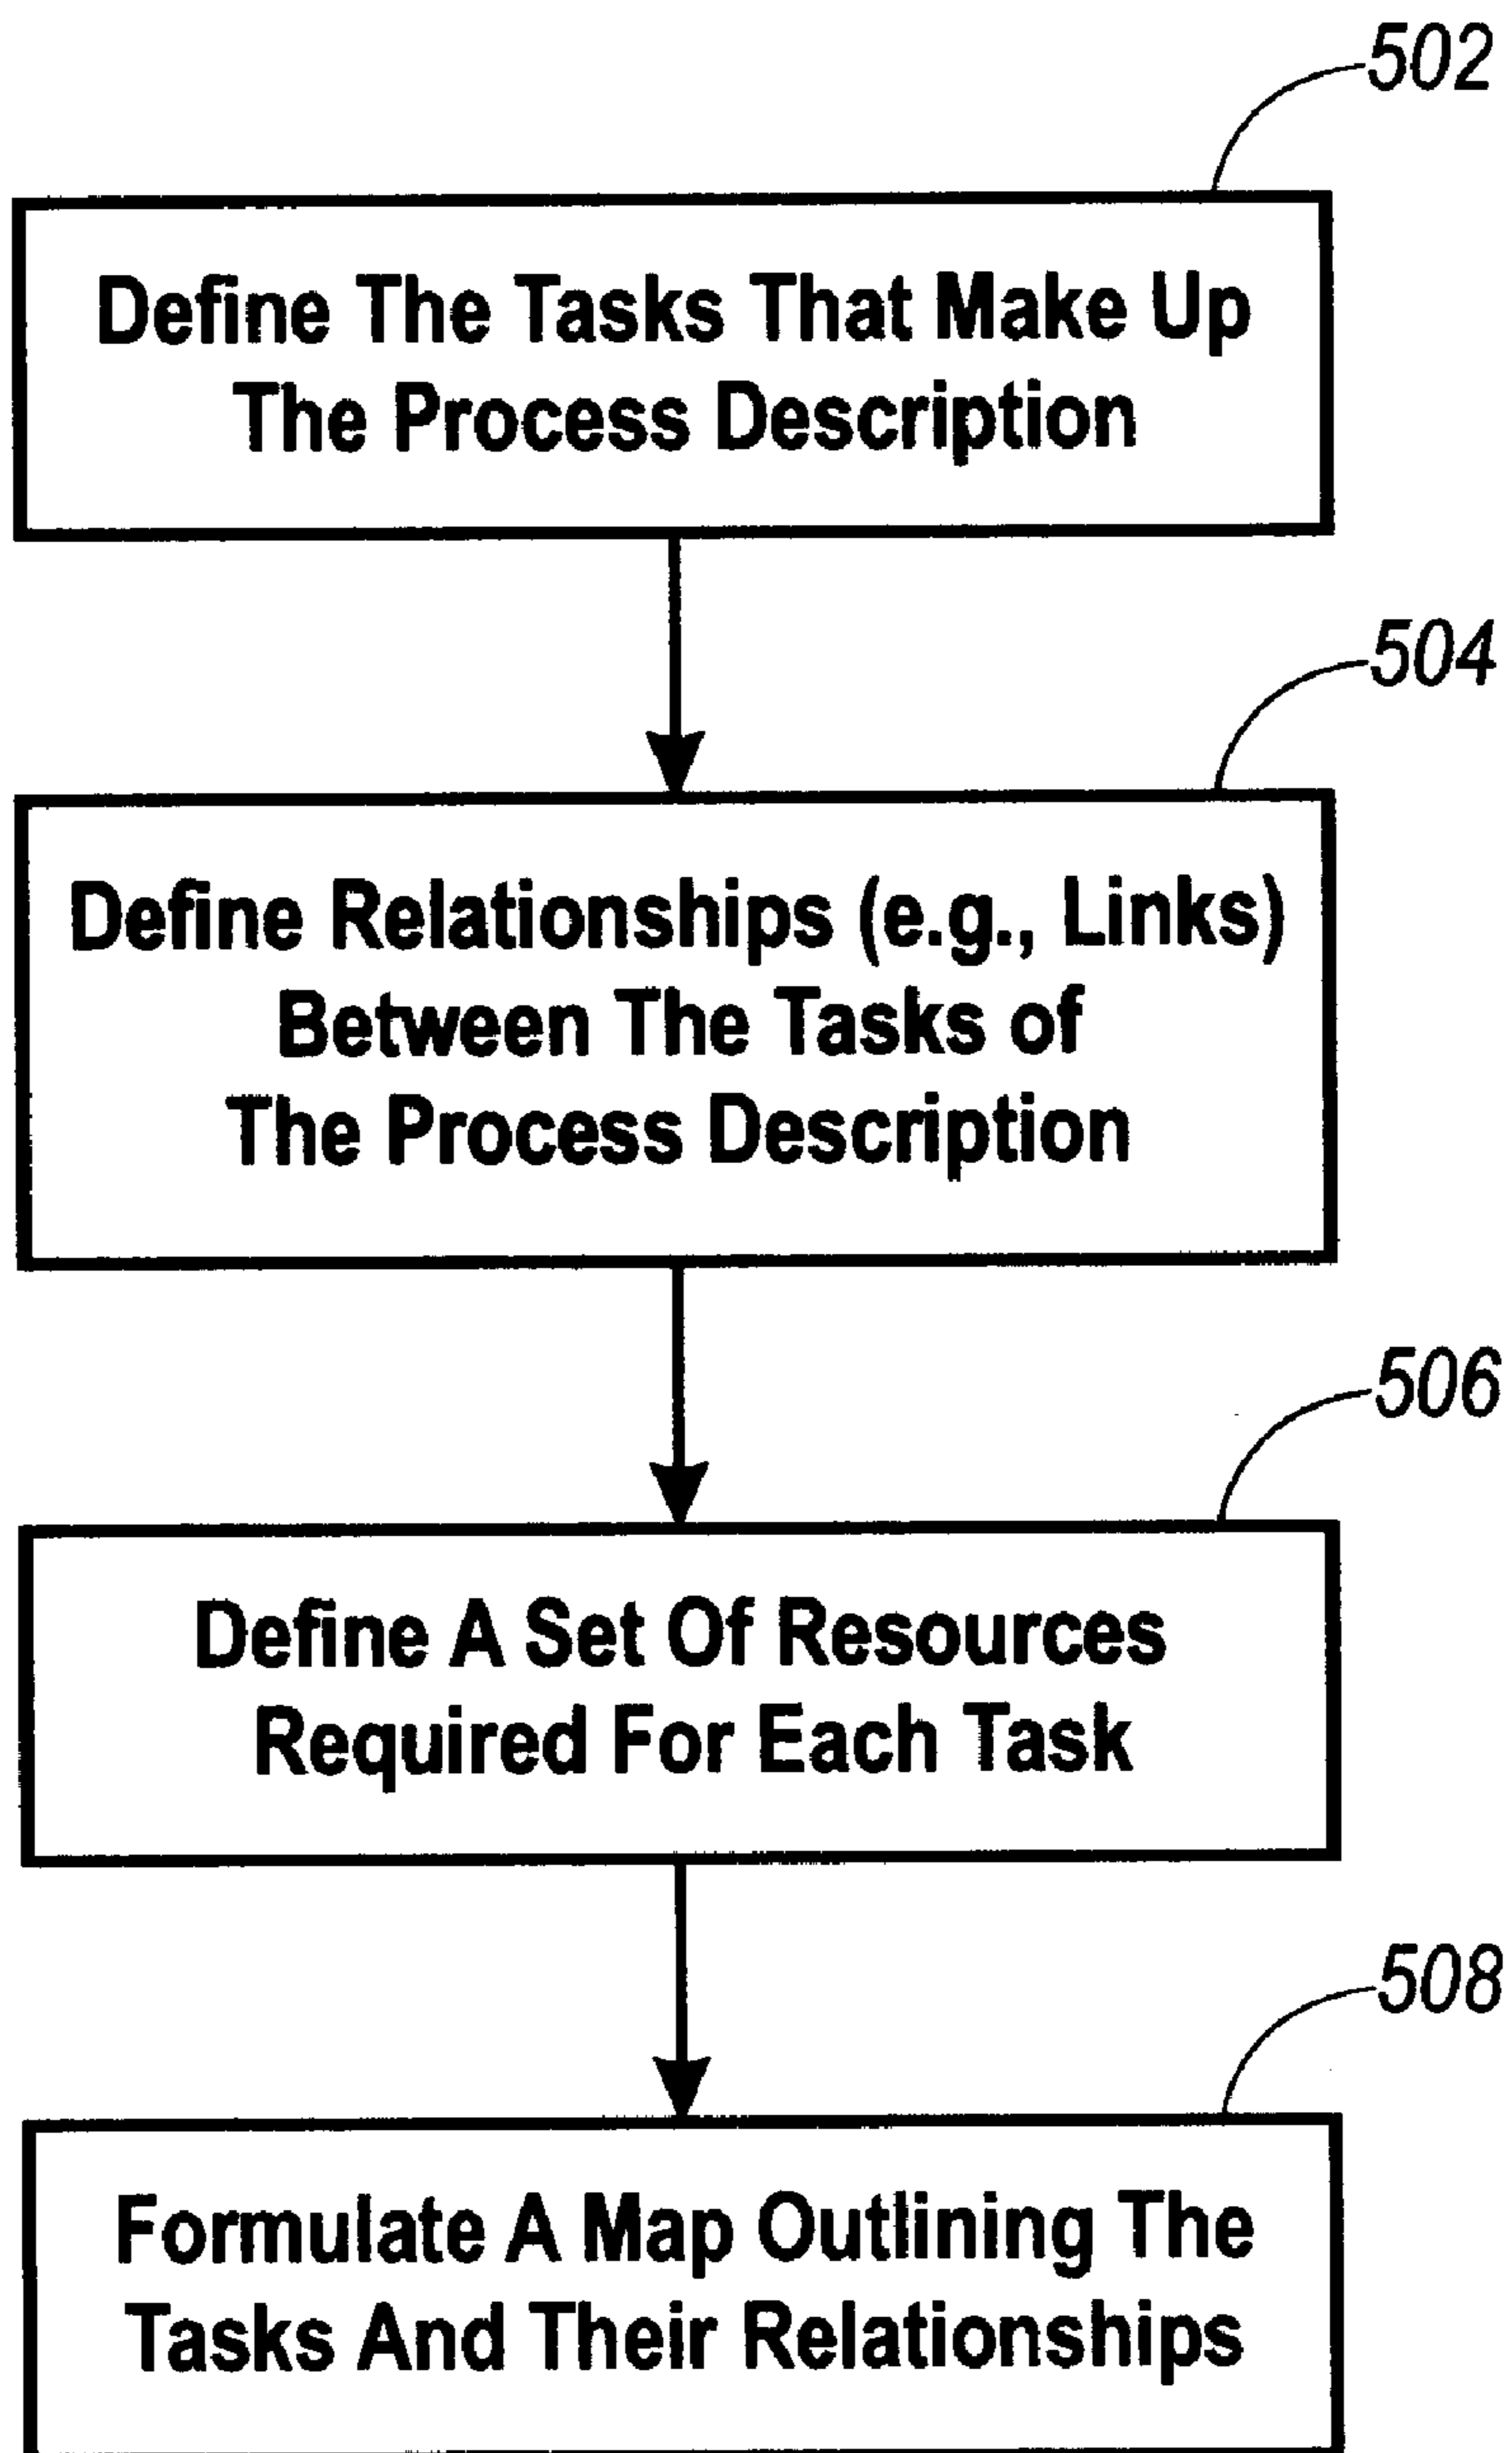 502
Define The Tasks That Make Up
The Process Description
504
Define Relationships (e.g., Links)
Between The Tasks of
The Process Description
506
Define A Set Of Resources
Required For Each Task
508
Formulate A Map Outlining The
Tasks And Their Relationships